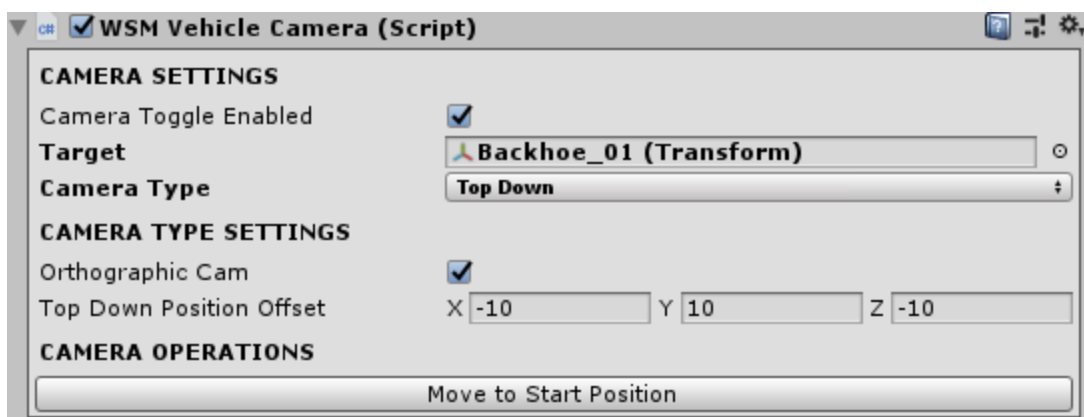 c# WSM Vehicle Camera (Script)
CAMERA SETTINGS
Camera Toggle Enabled
Target Backhoe_01 (Transform)
Camera Type Top Down
CAMERA TYPE SETTINGS
Orthographic Cam
Top Down Position Offset X -10 Y 10 Z -10
CAMERA OPERATIONS
Move to Start Position